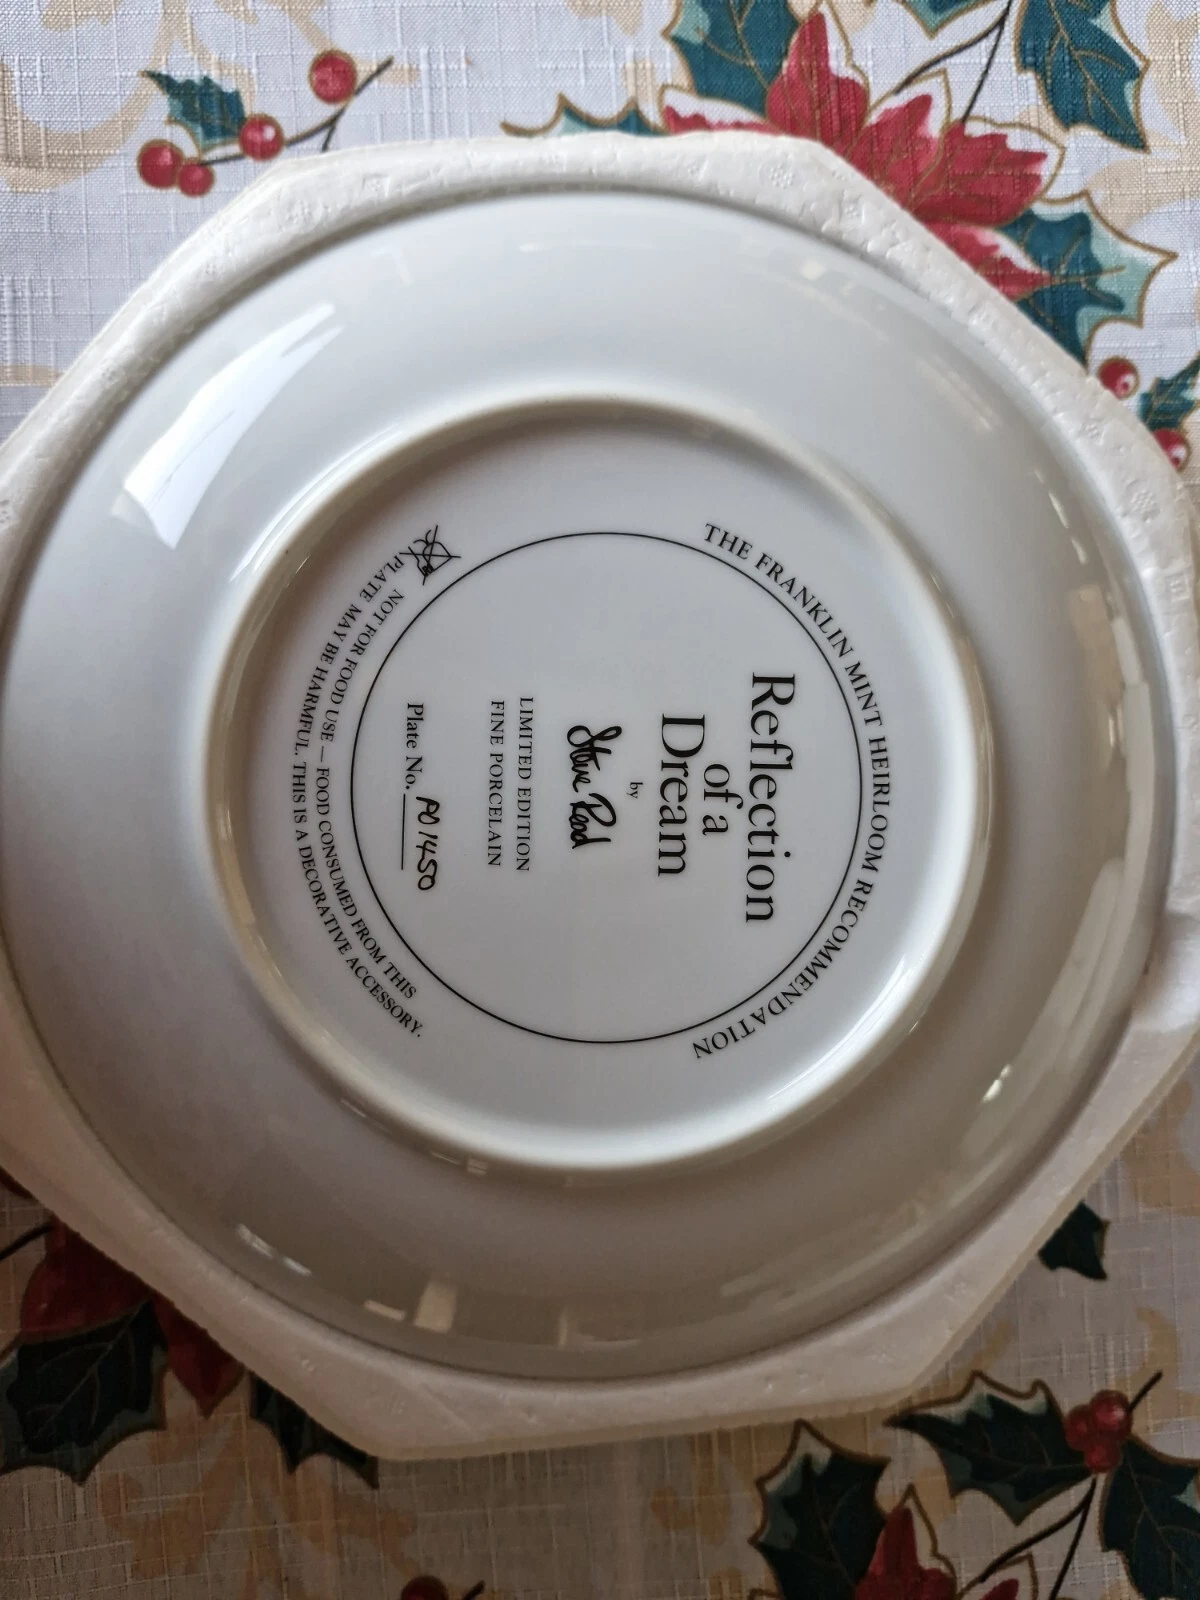 THE FRANKLIN MINT HEIRLOOM RECOMMENDATION
Reflection
of a
Dream
by
Steve Read
LIMITED EDITION
FINE PORCELAIN
Plate No. PO1450
NOT FOR FOOD USE — FOOD CONSUMED FROM THIS
PLATE MAY BE HARMFUL. THIS IS A DECORATIVE ACCESSORY.